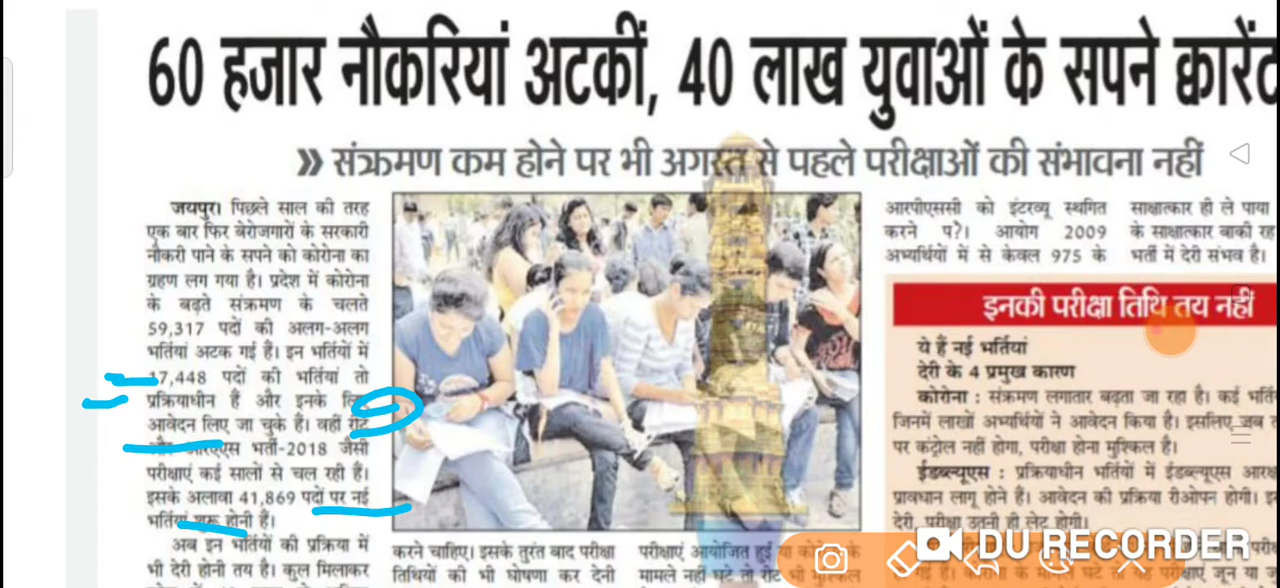 60 हजार नौकरियां अटकीं, 40 लाख युवाओं के सपने
» संक्रमण कम होने पर भी अगस्त से पहले परीक्षाओं की संभावना नहीं
जयपुर। पिछले साल की तरह
एक बार फिर बेरोजगारों के सरकारी
नौकरी पाने के सपने को कोरोना का
ग्रहण लग गया है। प्रदेश में कोरोना
के बढ़ते संक्रमण के चलते
59,317 पदों की अलग-अलग
भर्तियां अटक गई हैं। इन भर्तियों में
17,448 पदों की भर्तियां तो
प्रक्रियाधीन हैं और इनके
आवेदन लिए जा चुके हैं। वहीं रीट
और आरएएस भर्ती-2018 जैसी
परीक्षाएं कई सालों से चल रही हैं।
इसके अलावा 41,869 पदों पर नई
भर्तियां शुरू होनी हैं।
अब इन भर्तियों की प्रक्रिया में
भी देरी होनी तय है। कुल मिलाकर
करने चाहिए। इसके तुरंत बाद परीक्षा
तिथियों की भी घोषणा कर देनी
परीक्षाएं आयोजित हुई या
मामले नहीं घटे तो रीट भी
आरपीएससी को इंटरव्यू स्थगित
करने प?। आयोग 2009
अभ्यर्थियों में से केवल 975 के
साक्षात्कार ही ले पाया
के साक्षात्कार बाकी रह
भर्ती में देरी संभव है।
इनकी परीक्षा तिथि तय नहीं
ये हैं नई भर्तियां
देरी के 4 प्रमुख कारण
कोरोना : संक्रमण लगातार बढ़ता जा रहा है। कई
जिनमें लाखों अभ्यर्थियों ने आवेदन किया है। इसलिए जब
पर कंट्रोल नहीं होगा, परीक्षा होना मुश्किल है।
ईडब्ल्यूएस : प्रक्रियाधीन भर्तियों में ईडब्ल्यूएस
प्रावधान लागू होने हैं। आवेदन की प्रक्रिया रीओपन होगी।
देरी, परीक्षा उतनी ही लेट होगी।
DU RECORDER
परीक्षाएं जून या